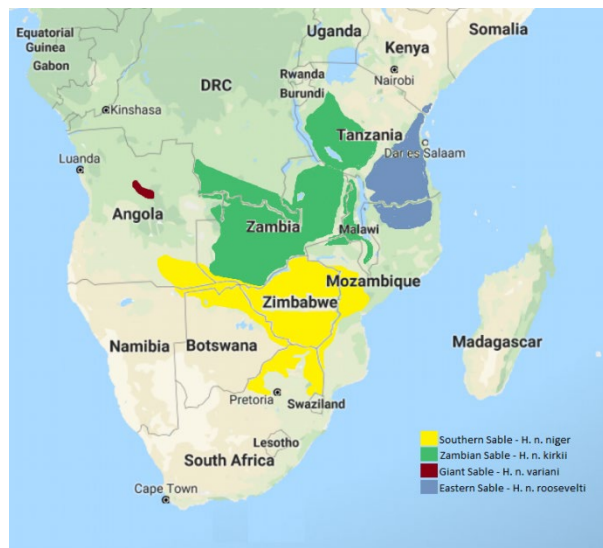 Equatorial
Guinea
Gabon
Uganda
Kenya
Somalia
Rwanda
Nairobi
Burundi
DRC
Kinshasa
Tanzania
Dar es Salaam
Luanda
Angola
Zambia
Malawi
Mozambique
Zimbabwe
Namibia
Botswana
Madagascar
Pretoria
Swaziland
Lesotho
South Africa
Cape Town
Southern Sable - H. n. niger
Zambian Sable - H. n. kirkii
Giant Sable - H. n. variani
Eastern Sable - H. n. roosevelti